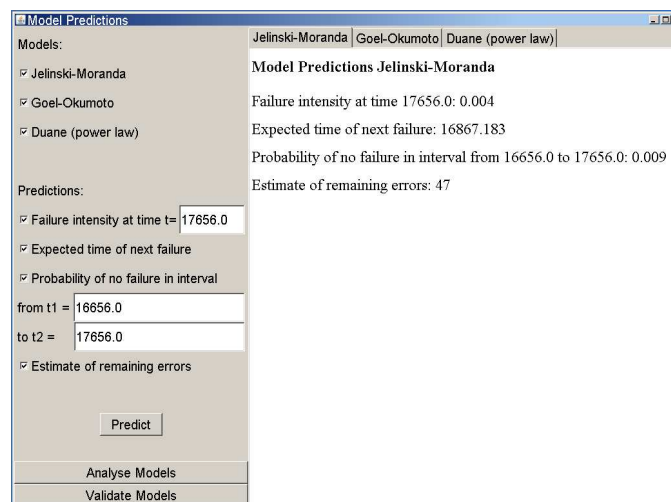 Model Predictions
Models:
Jelinski-Moranda
Goel-Okumoto
Duane (power law)
Predictions:
Failure intensity at time t= 17656.0
Expected time of next failure
Probability of no failure in interval
from t1 = 16656.0
to t2 = 17656.0
Estimate of remaining errors
Predict
Analyse Models
Validate Models
Jelinski-Moranda Goel-Okumoto Duane (power law)
Model Predictions Jelinski-Moranda
Failure intensity at time 17656.0: 0.004
Expected time of next failure: 16867.183
Probability of no failure in interval from 16656.0 to 17656.0: 0.009
Estimate of remaining errors: 47